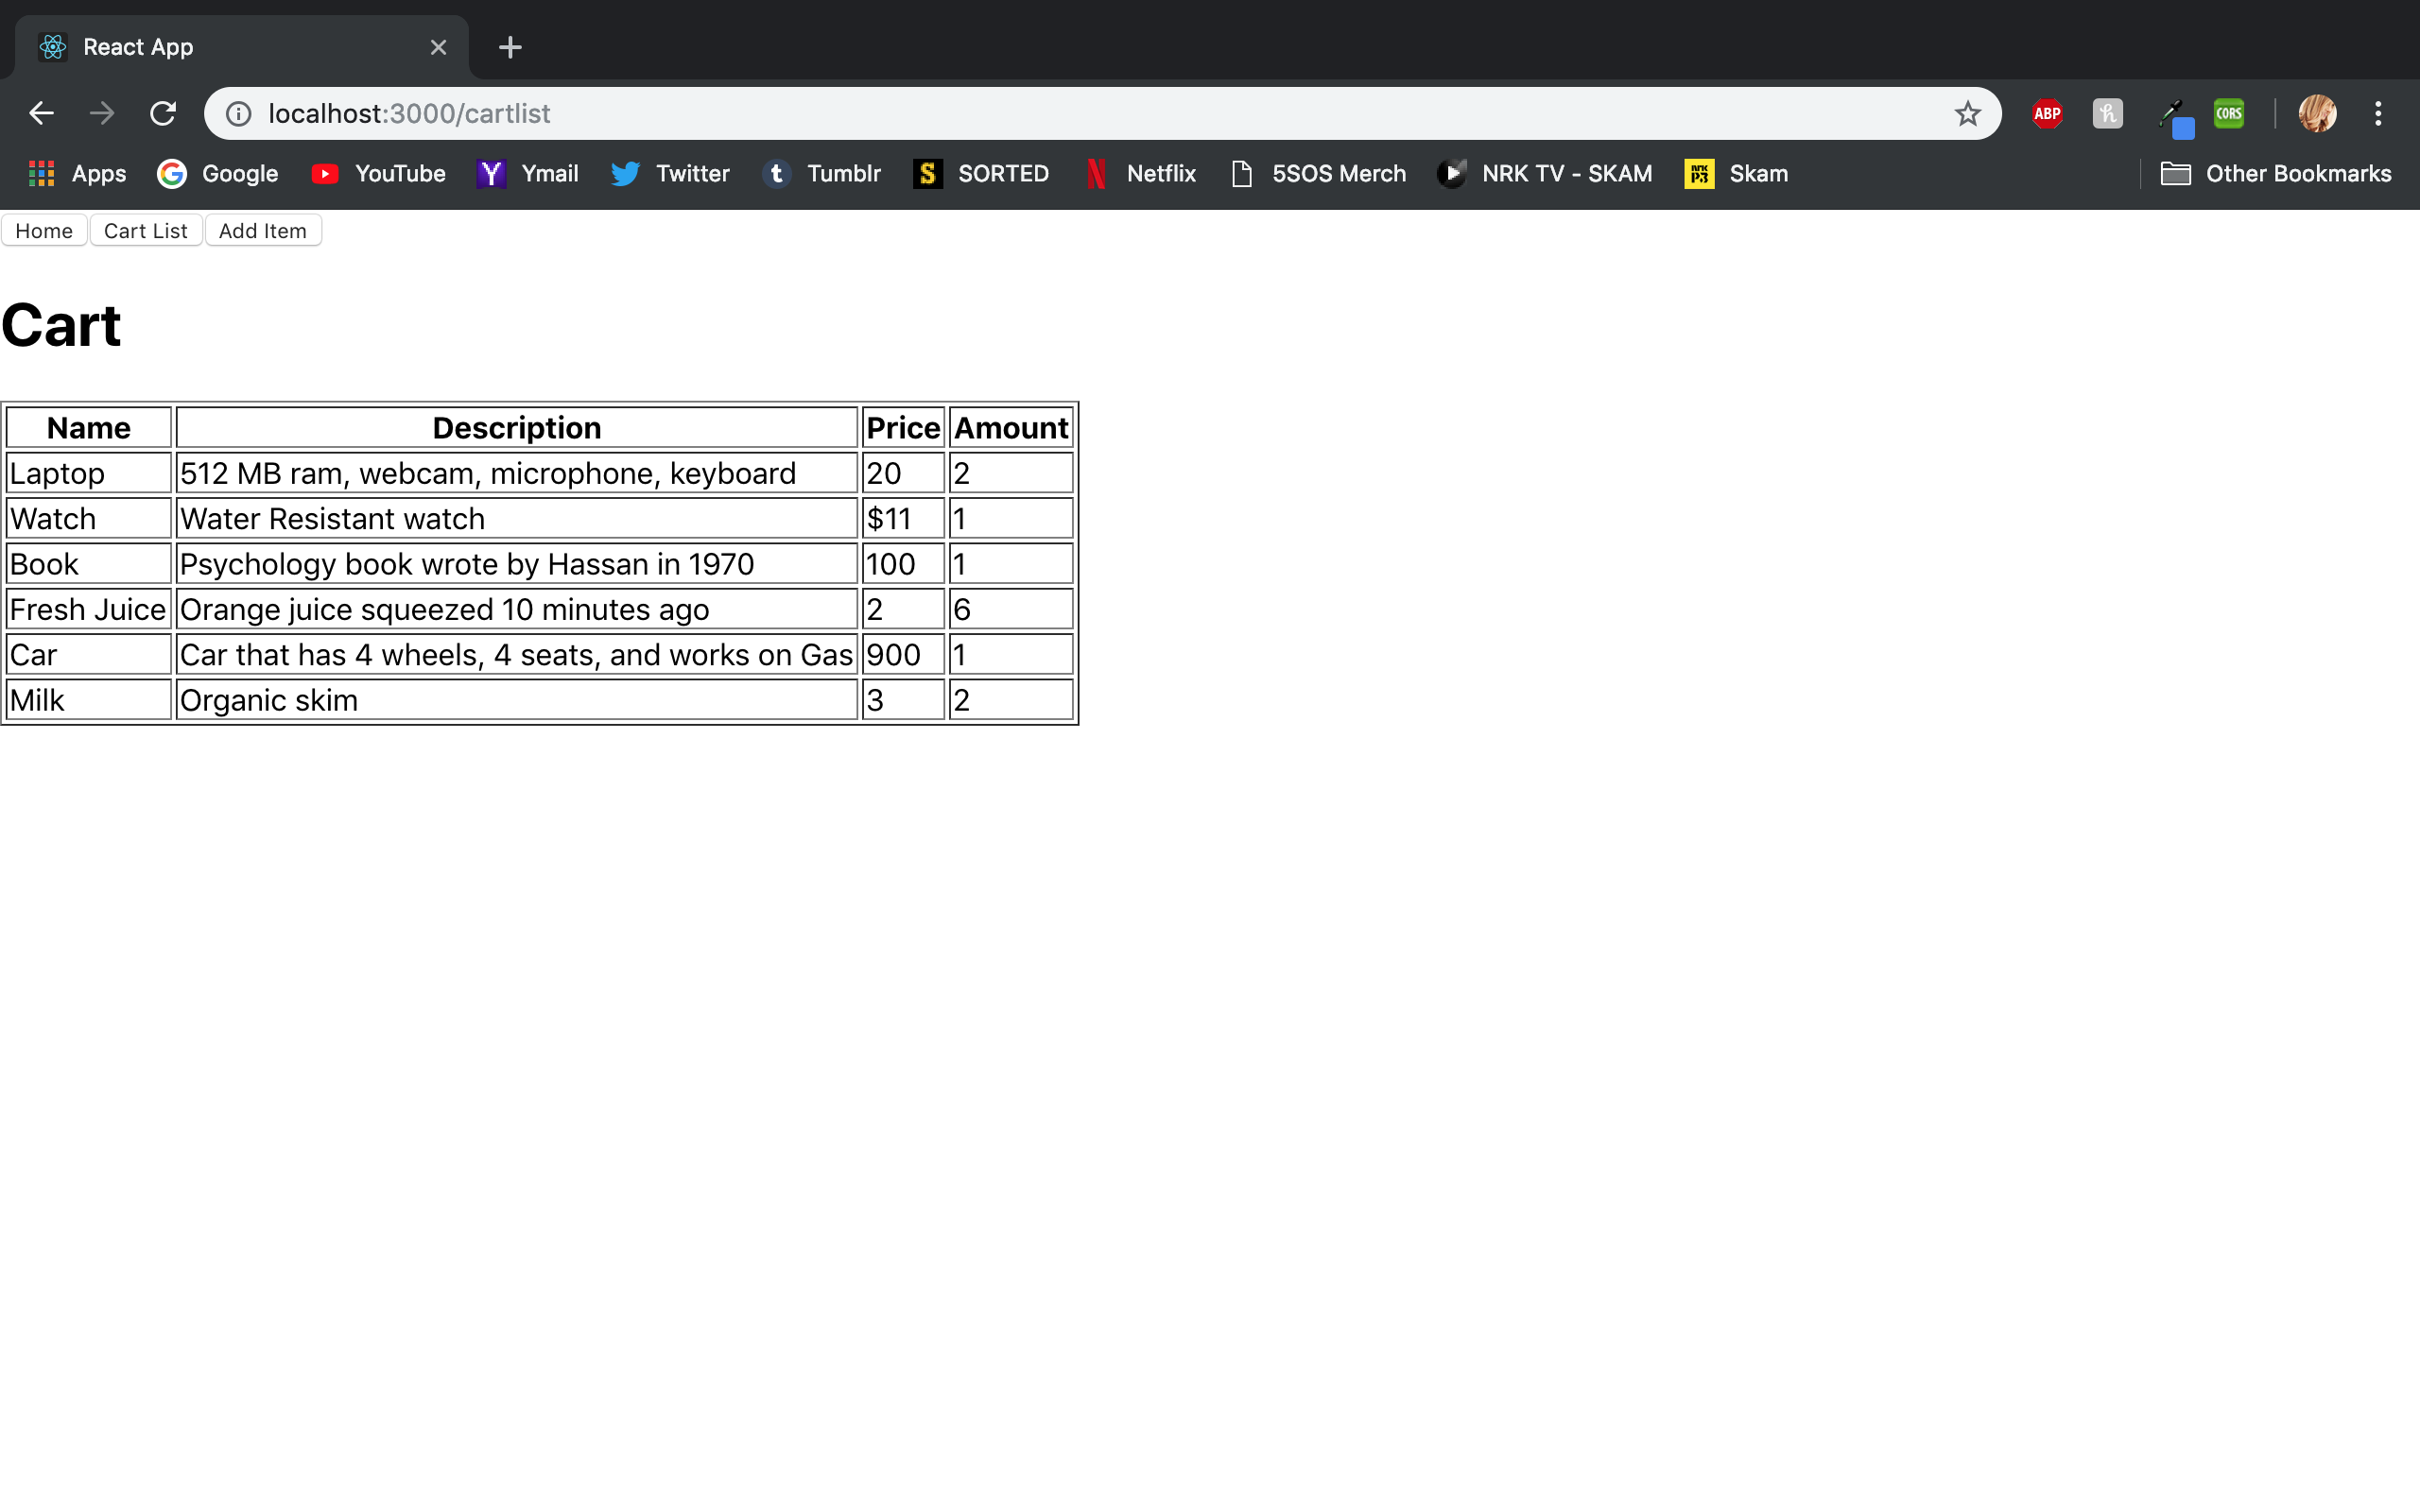 React App
localhost:3000/cartlist
ABP h CORS
Apps Google YouTube Y Ymail Twitter t Tumblr S SORTED N Netflix 5SOS Merch NRK TV - SKAM NRK P3 Skam Other Bookmarks
Home Cart List Add Item
Cart
Name Description Price Amount
Laptop 512 MB ram, webcam, microphone, keyboard 20 2
Watch Water Resistant watch $11 1
Book Psychology book wrote by Hassan in 1970 100 1
Fresh Juice Orange juice squeezed 10 minutes ago 2 6
Car Car that has 4 wheels, 4 seats, and works on Gas 900 1
Milk Organic skim 3 2